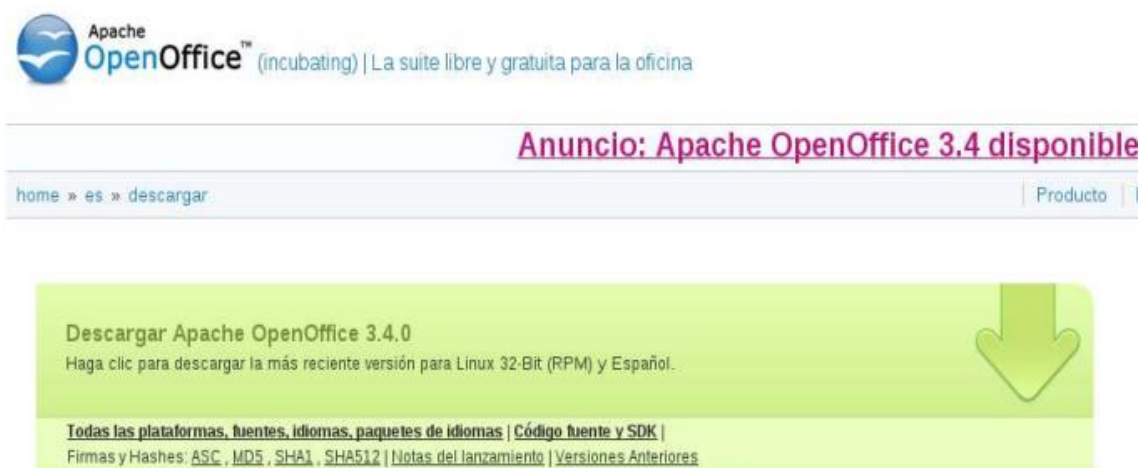 Apache
OpenOffice™ (incubating) | La suite libre y gratuita para la oficina
Anuncio: Apache OpenOffice 3.4 disponible
home » es » descargar | Producto |
Descargar Apache OpenOffice 3.4.0
Haga clic para descargar la más reciente versión para Linux 32-Bit (RPM) y Español.
Todas las plataformas, fuentes, idiomas, paquetes de idiomas | Código fuente y SDK |
Firmas y Hashes: ASC , MD5 , SHA1 , SHA512 | Notas del lanzamiento | Versiones Anteriores